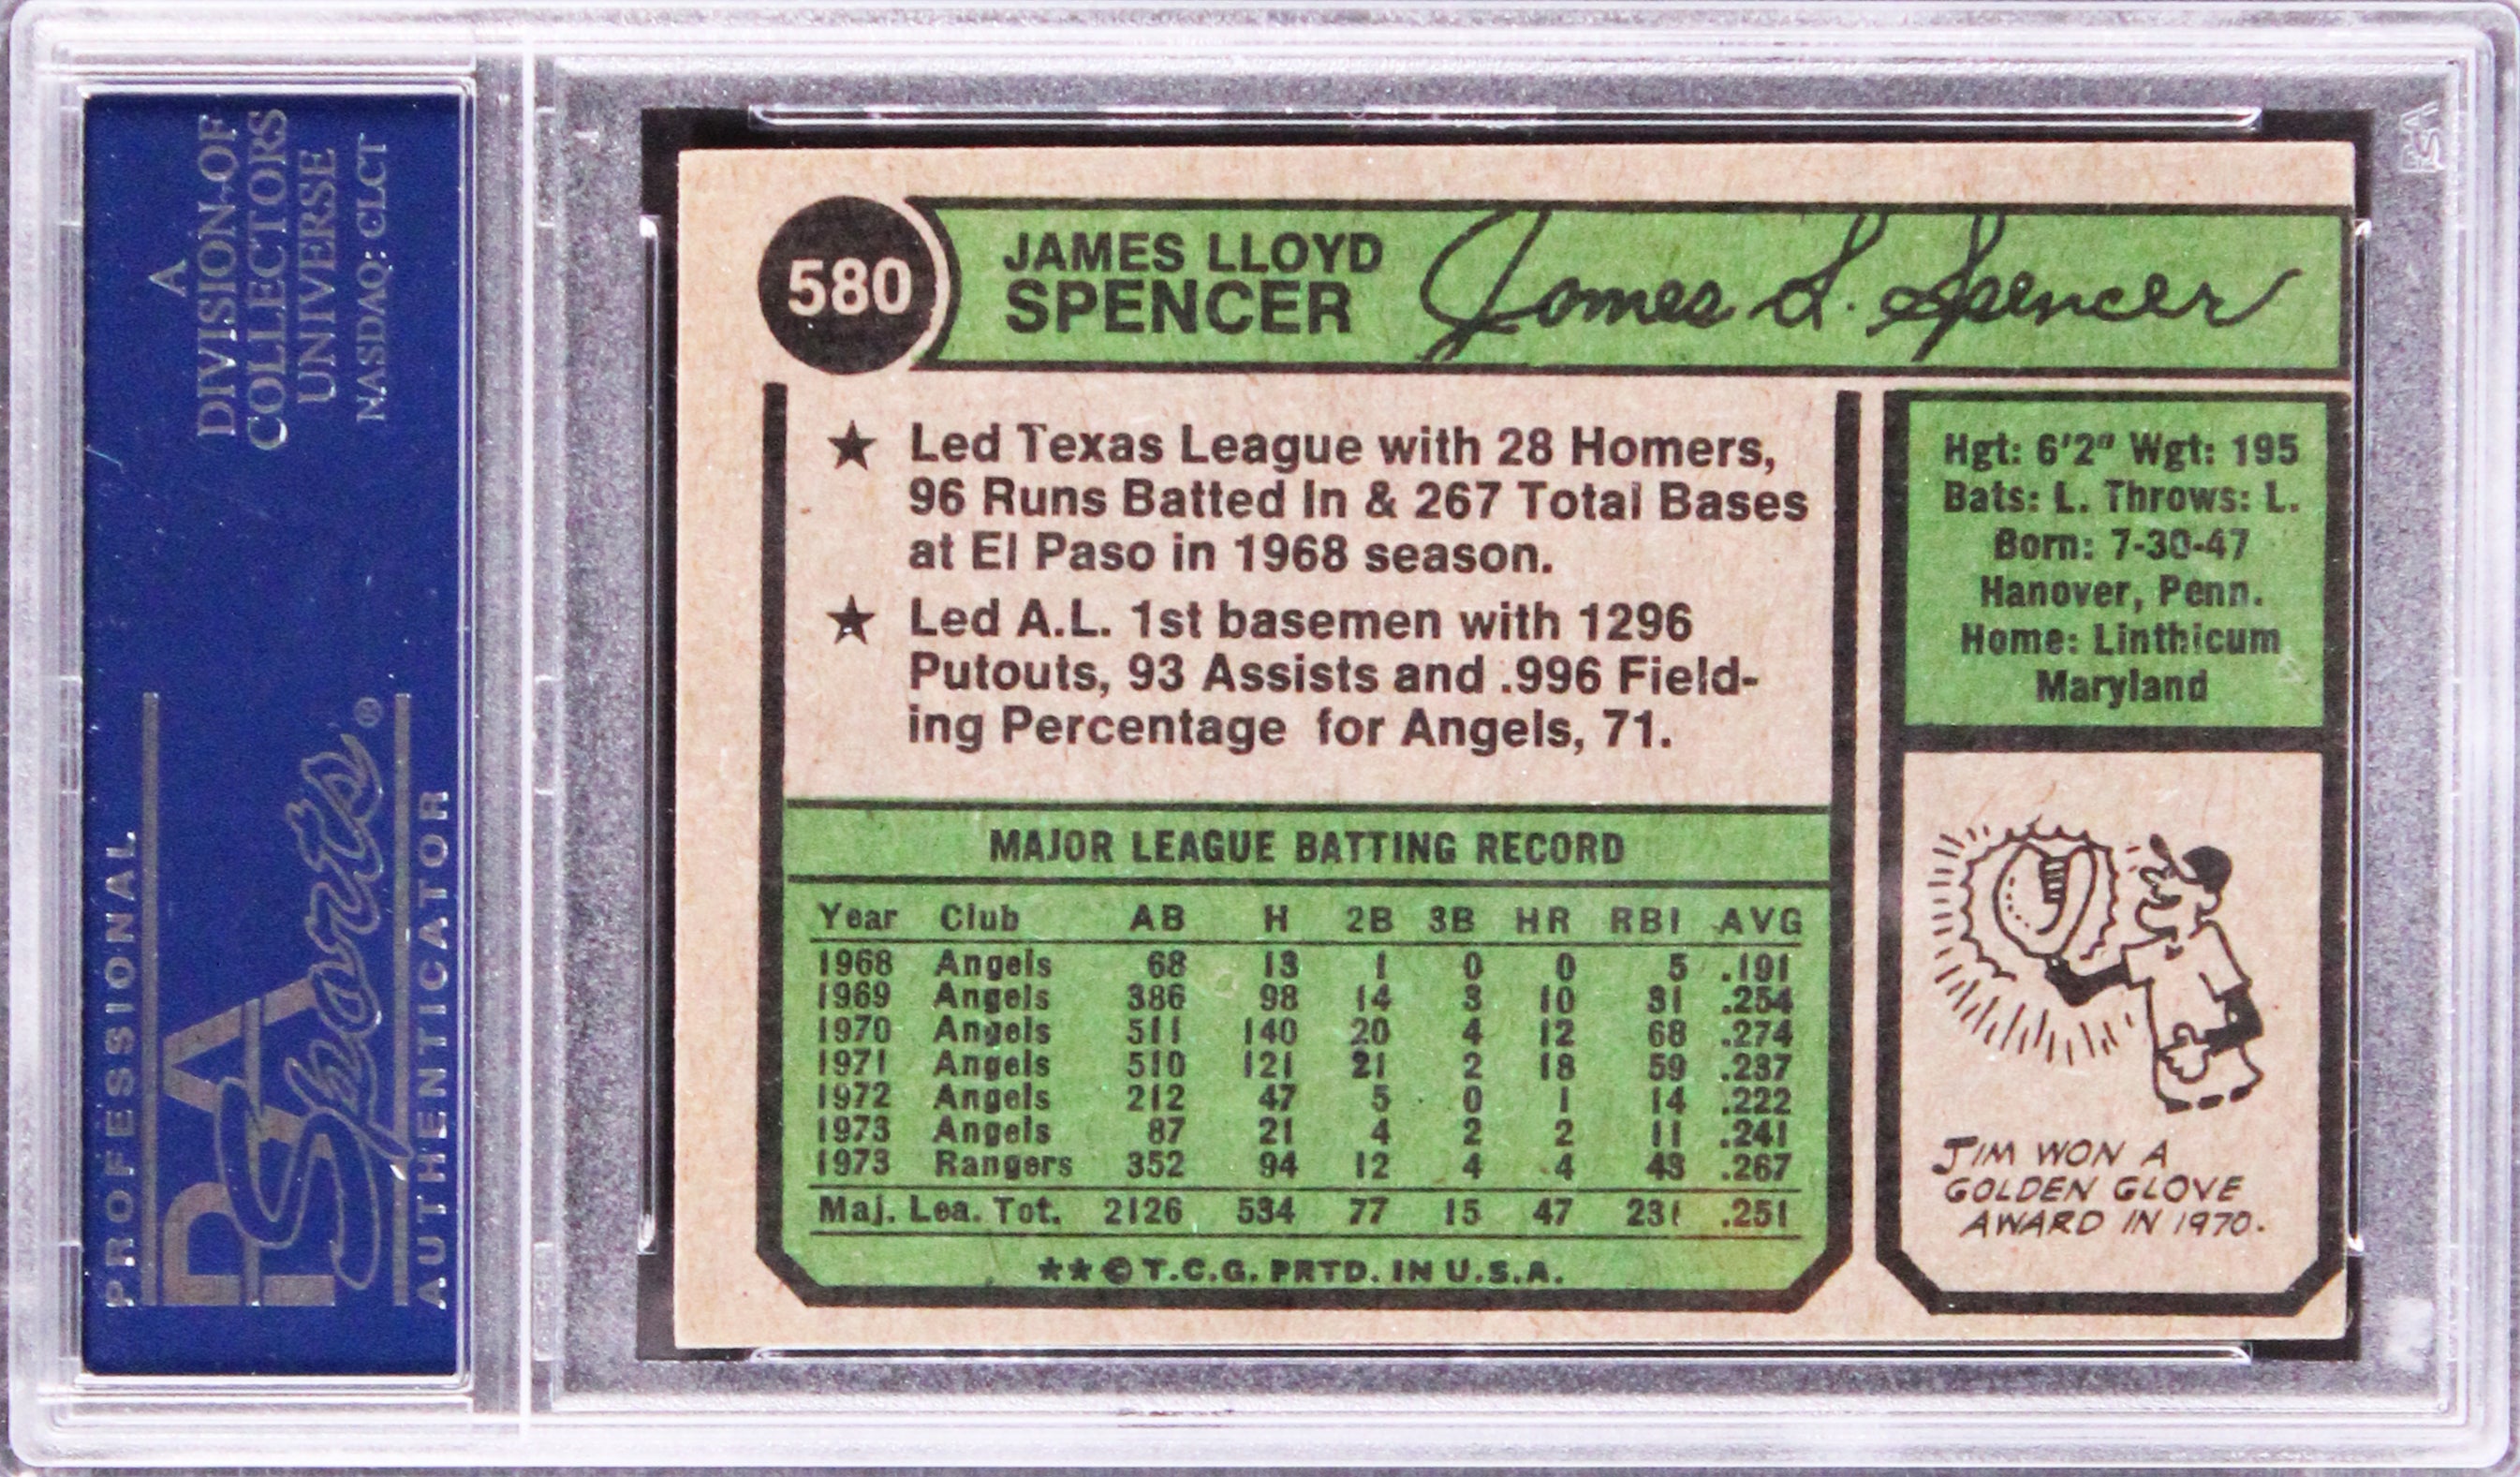 A
DIVISION OF
COLLECTORS
UNIVERSE
NASDAQ: CLCT
PROFESSIONAL
PSA
Sports®
AUTHENTICATOR
PSA
580
JAMES LLOYD
SPENCER
James L. Spencer
★ Led Texas League with 28 Homers,
96 Runs Batted In & 267 Total Bases
at El Paso in 1968 season.
★ Led A.L. 1st basemen with 1296
Putouts, 93 Assists and .996 Field-
ing Percentage for Angels, 71.
Hgt: 6'2" Wgt: 195
Bats: L. Throws: L.
Born: 7-30-47
Hanover, Penn.
Home: Linthicum
Maryland
MAJOR LEAGUE BATTING RECORD
Year Club AB H 2B 3B HR RBI AVG
1968 Angels 68 13 1 0 0 5 .191
1969 Angels 386 98 14 3 10 31 .254
1970 Angels 511 140 20 4 12 68 .274
1971 Angels 510 121 21 2 18 59 .237
1972 Angels 212 47 5 0 1 14 .222
1973 Angels 87 21 4 2 2 11 .241
1973 Rangers 352 94 12 4 4 43 .267
Maj. Lea. Tot. 2126 534 77 15 47 231 .251
★★© T.C.G. PRTD. IN U.S.A.
JIM WON A
GOLDEN GLOVE
AWARD IN 1970.